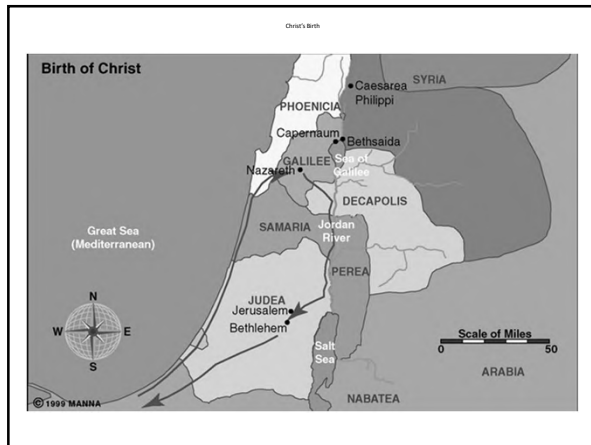 Christ's Birth
Birth of Christ
SYRIA
Caesarea
Philippi
PHOENICIA
Capernaum
Bethsaida
GALILEE
Sea of
Galilee
Nazareth
DECAPOLIS
Great Sea
(Mediterranean)
SAMARIA
Jordan
River
PEREA
JUDEA
Jerusalem
Bethlehem
N
W
E
S
Salt
Sea
Scale of Miles
0
50
ARABIA
NABATEA
© 1999 MANNA